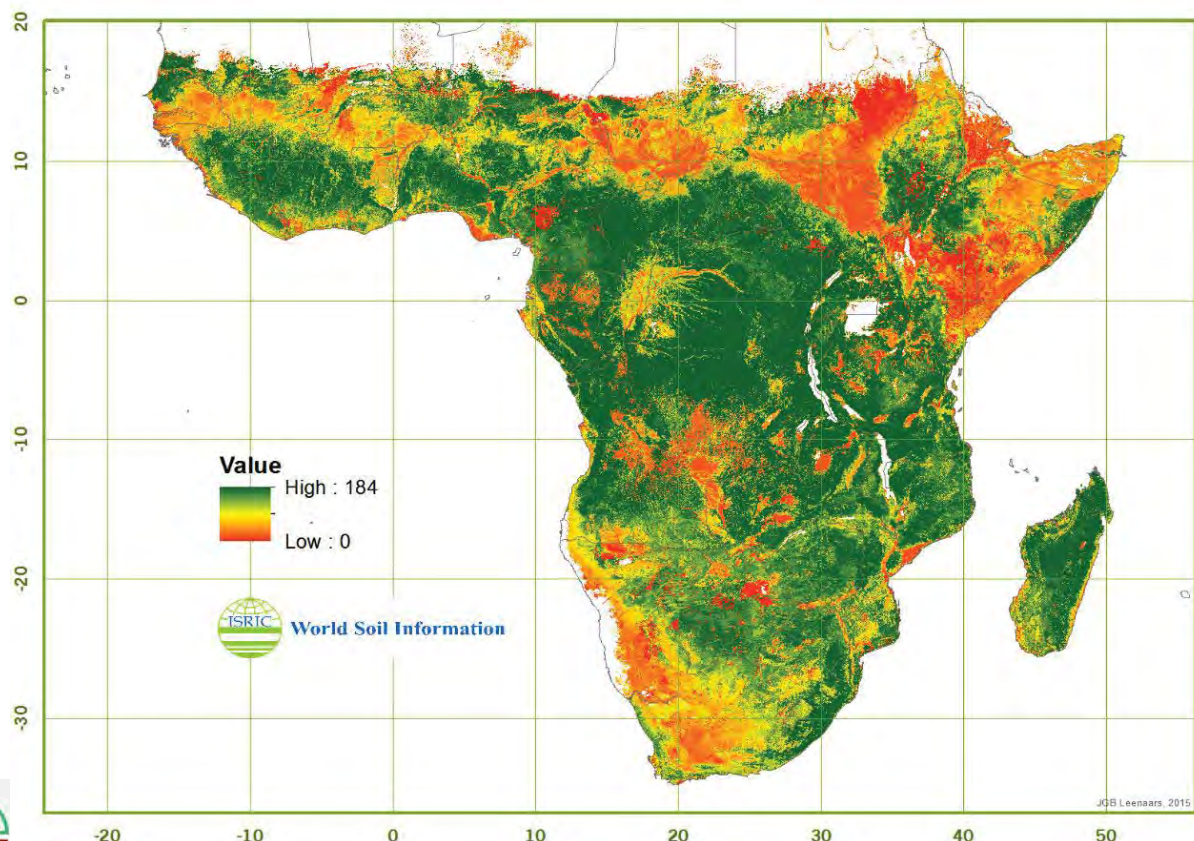 20
10
0
-10
-20
-30
Value
High : 184
Low : 0
ISRIC
World Soil Information
JGB Leenaars, 2015
-20 -10 0 10 20 30 40 50